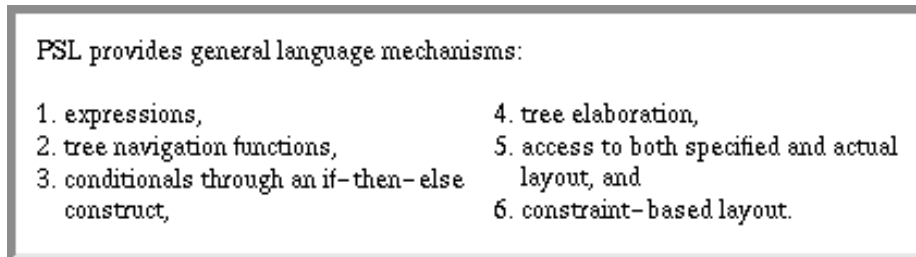 PSL provides general language mechanisms:
1. expressions,
2. tree navigation functions,
3. conditionals through an if-then-else
construct,
4. tree elaboration,
5. access to both specified and actual
layout, and
6. constraint-based layout.